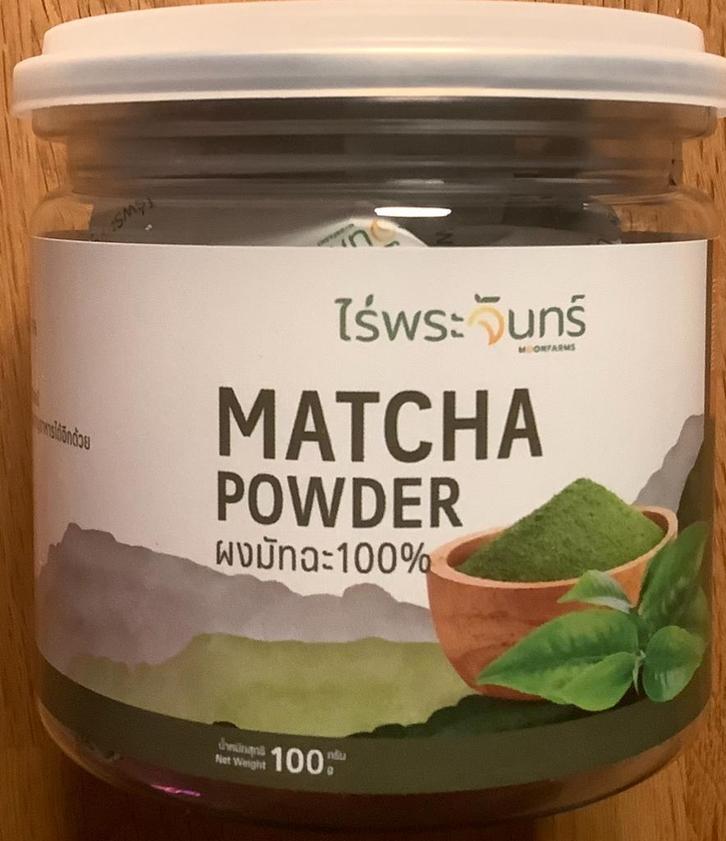 ไร่พระจันทร์
MOONFARMS
MATCHA
POWDER
ผงมัทฉะ100%
น้ำหนักสุทธิ
Net Weight
100
กรัม
g